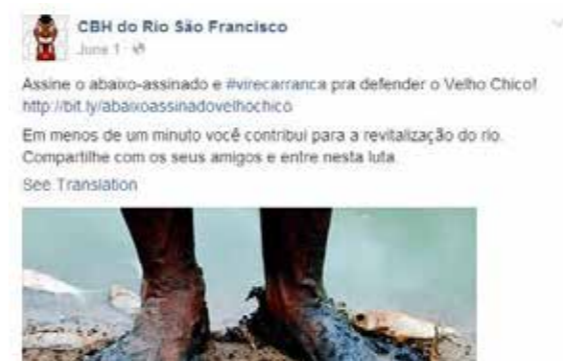 CBH do Rio São Francisco
June 1
Assine o abaixo-assinado e #virecarranca pra defender o Velho Chico!
http://bit.ly/abaixoassinadovelhochico
Em menos de um minuto você contribui para a revitalização do rio.
Compartilhe com os seus amigos e entre nesta luta
See Translation